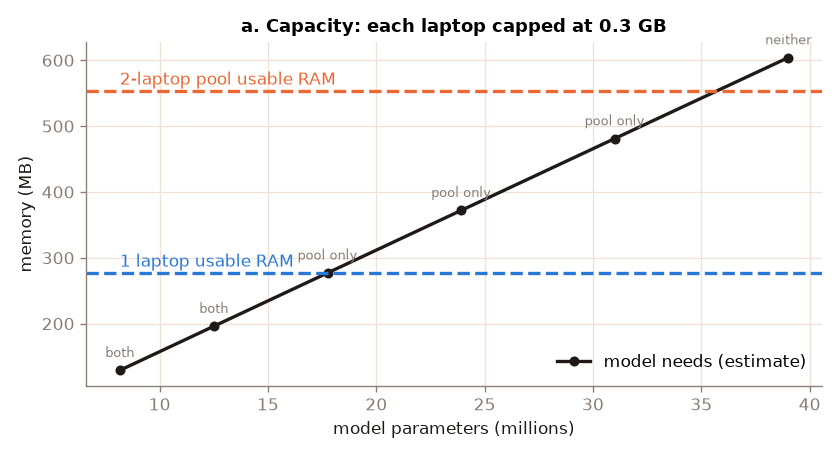 a. Capacity: each laptop capped at 0.3 GB
neither
600
2-laptop pool usable RAM
500
pool only
400
pool only
300
1 laptop usable RAM
pool only
200
both
both
memory (MB)
model needs (estimate)
10 15 20 25 30 35 40
model parameters (millions)